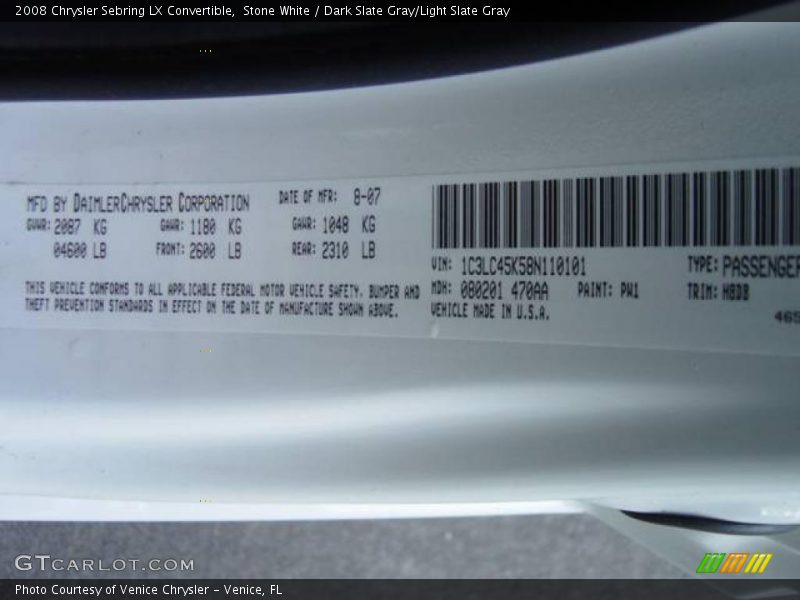 2008 Chrysler Sebring LX Convertible,  Stone White / Dark Slate Gray/Light Slate Gray
MFD BY DAIMLERCHRYSLER CORPORATION DATE OF MFR: 8-07
GVWR: 2087 KG GAWR: 1180 KG GAWR: 1048 KG
04600 LB FRONT: 2600 LB REAR: 2310 LB
THIS VEHICLE CONFORMS TO ALL APPLICABLE FEDERAL MOTOR VEHICLE SAFETY, BUMPER AND
THEFT PREVENTION STANDARDS IN EFFECT ON THE DATE OF MANUFACTURE SHOWN ABOVE.
VIN: 1C3LC45K58N110101 TYPE: PASSENGER
MDH: 080201 470AA PAINT: PW1 TRIM: M8DB
VEHICLE MADE IN U.S.A.
465
GTCARLOT.COM
Photo Courtesy of Venice Chrysler - Venice, FL